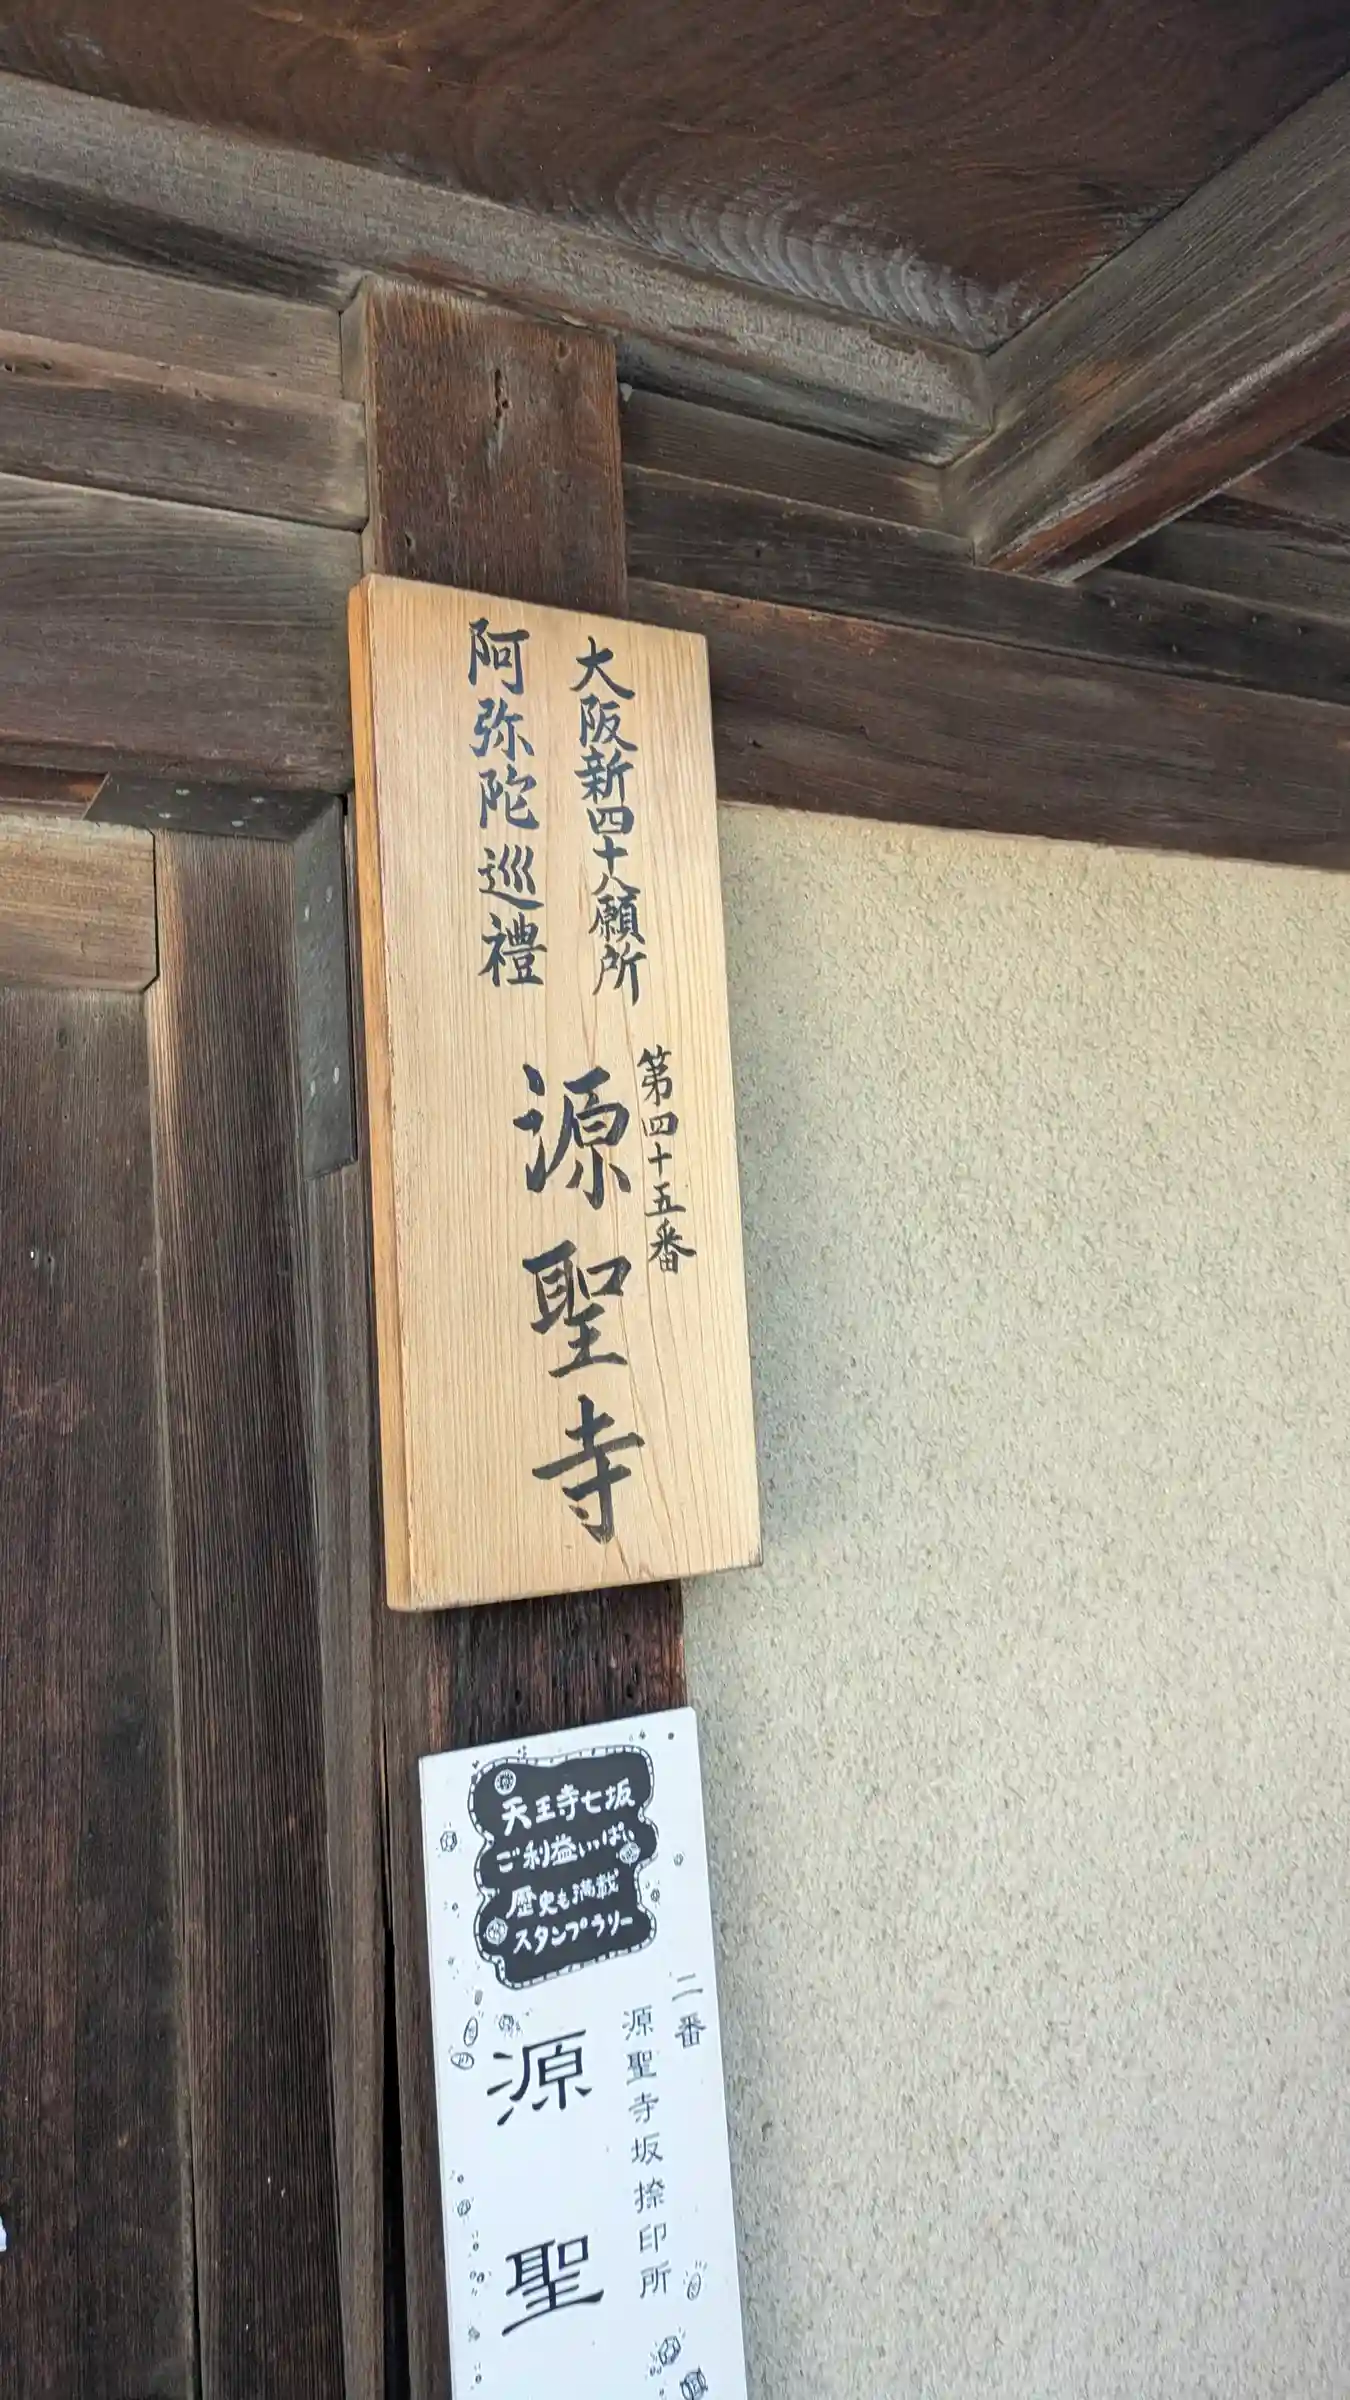 大阪新四十八願所
阿弥陀巡禮
第四十五番
源聖寺
天王寺七坂
ご利益いっぱい
歴史も満載
スタンプラリー
二番
源聖寺坂捺印所
源聖